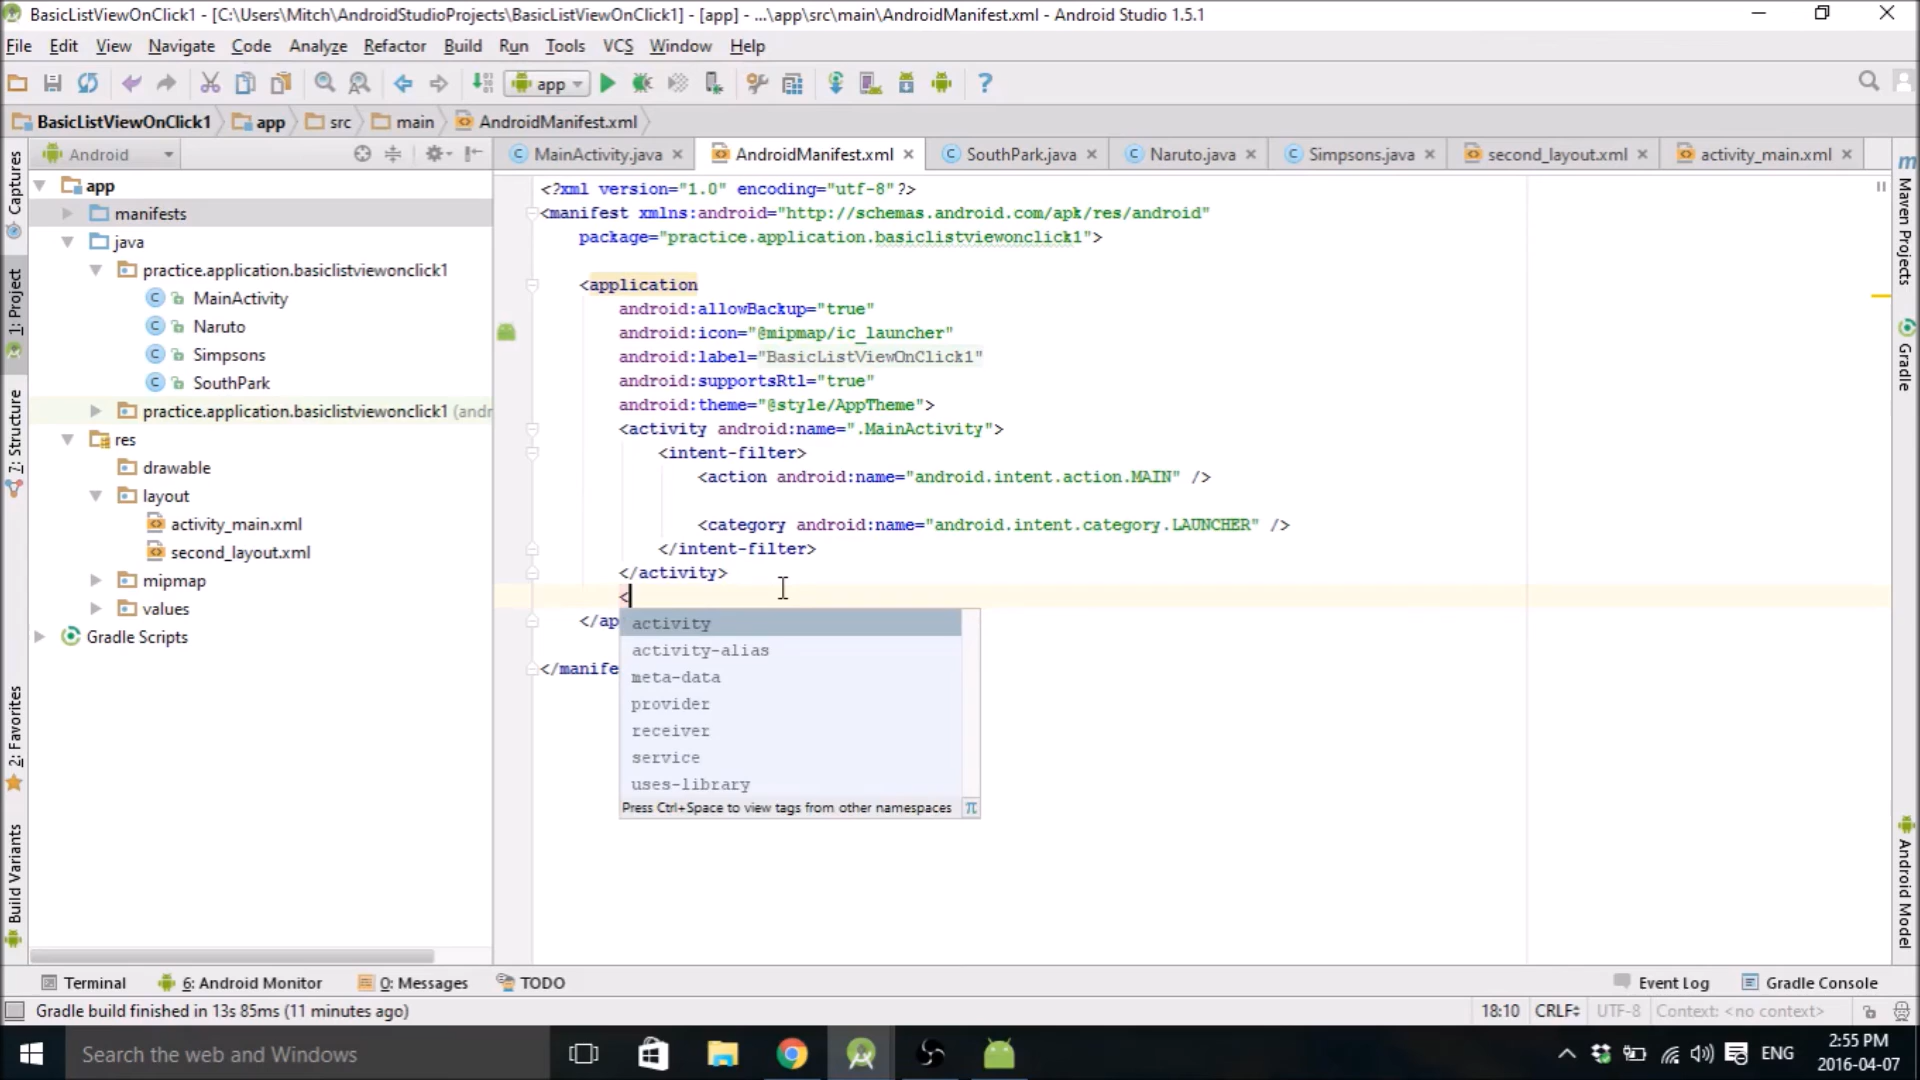 BasicListViewOnClick1 - [C:\Users\Mitch\AndroidStudioProjects\BasicListViewOnClick1] - [app] - ...\app\src\main\AndroidManifest.xml - Android Studio 1.5.1
File Edit View Navigate Code Analyze Refactor Build Run Tools VCS Window Help
app
BasicListViewOnClick1 app src main AndroidManifest.xml
Android
MainActivity.java AndroidManifest.xml SouthPark.java Naruto.java Simpsons.java second_layout.xml activity_main.xml
Captures
1: Project
7: Structure
2: Favorites
Build Variants
app
manifests
java
practice.application.basiclistviewonclick1
MainActivity
Naruto
Simpsons
SouthPark
practice.application.basiclistviewonclick1 (andr
res
drawable
layout
activity_main.xml
second_layout.xml
mipmap
values
Gradle Scripts
<?xml version="1.0" encoding="utf-8"?>
<manifest xmlns:android="http://schemas.android.com/apk/res/android"
package="practice.application.basiclistviewonclick1">
<application
android:allowBackup="true"
android:icon="@mipmap/ic_launcher"
android:label="BasicListViewOnClick1"
android:supportsRtl="true"
android:theme="@style/AppTheme">
<activity android:name=".MainActivity">
<intent-filter>
<action android:name="android.intent.action.MAIN" />
<category android:name="android.intent.category.LAUNCHER" />
</intent-filter>
</activity>
<
</ap
</manife
activity
activity-alias
meta-data
provider
receiver
service
uses-library
Press Ctrl+Space to view tags from other namespaces π
m
Maven Projects
Gradle
Android Model
Terminal 6: Android Monitor 0: Messages TODO Event Log Gradle Console
Gradle build finished in 13s 85ms (11 minutes ago) 18:10 CRLF÷ UTF-8 Context: <no context>
Search the web and Windows
ENG
2:55 PM
2016-04-07